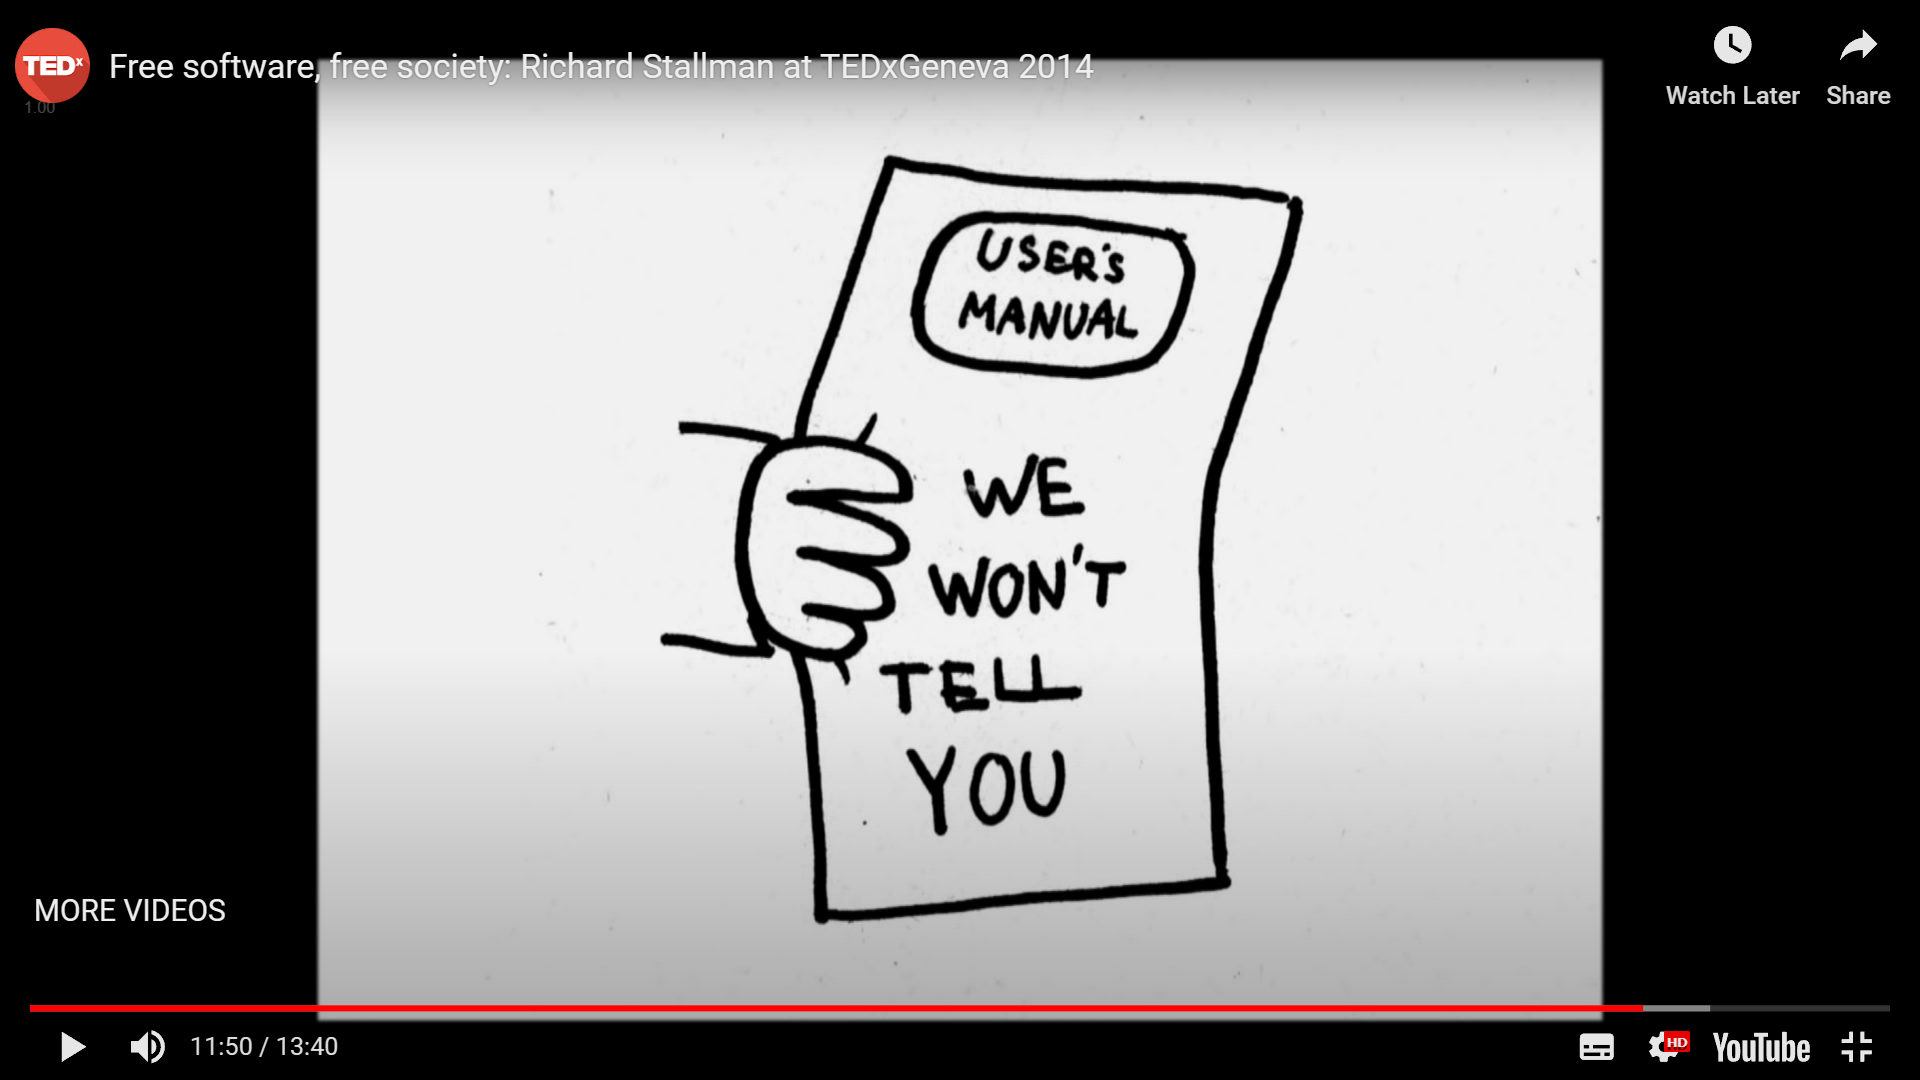 TEDx
Free software, free society: Richard Stallman at TEDxGeneva 2014
Watch Later
Share
1.00
USER'S
MANUAL
WE
WON'T
TELL
YOU
MORE VIDEOS
11:50 / 13:40
HD
YouTube